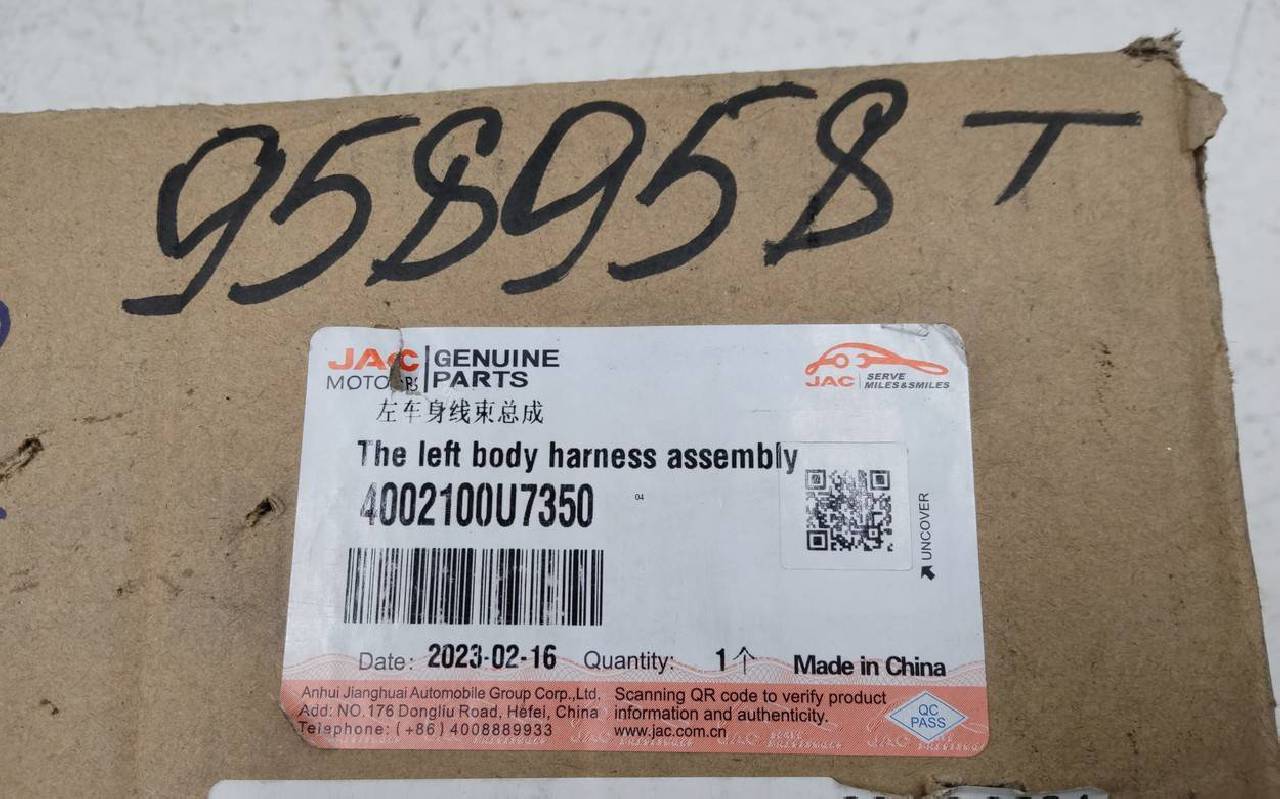 958958 T
JAC MOTORS GENUINE PARTS
JAC SERVE MILES&SMILES
左车身线束总成
The left body harness assembly
4002100U7350
04
UNCOVER
Date: 2023-02-16 Quantity: 1个 Made in China
Anhui Jianghuai Automobile Group Corp.,Ltd.
Add: NO.176 Dongliu Road, Hefei, China
Telephone: (+86) 4008889933
Scanning QR code to verify product
information and authenticity.
www.jac.com.cn
QC
PASS